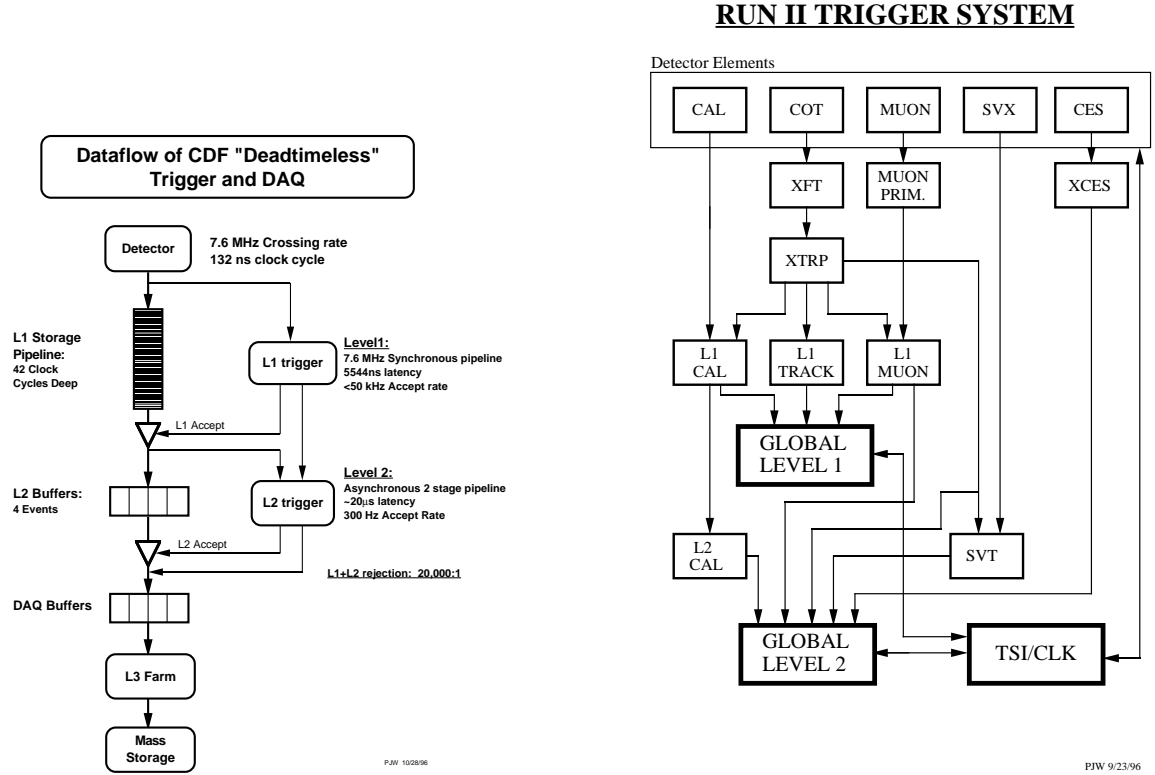 Dataflow of CDF "Deadtimeless"
Trigger and DAQ
Detector
7.6 MHz Crossing rate
132 ns clock cycle
L1 Storage
Pipeline:
42 Clock
Cycles Deep
L1 trigger
Level1:
7.6 MHz Synchronous pipeline
5544ns latency
<50 kHz Accept rate
L1 Accept
L2 Buffers:
4 Events
L2 trigger
Level 2:
Asynchronous 2 stage pipeline
~20μs latency
300 Hz Accept Rate
L2 Accept
L1+L2 rejection: 20,000:1
DAQ Buffers
L3 Farm
Mass
Storage
PJW 10/28/96
RUN II TRIGGER SYSTEM
Detector Elements
CAL
COT
MUON
SVX
CES
XFT
MUON
PRIM.
XCES
XTRP
L1
CAL
L1
TRACK
L1
MUON
GLOBAL
LEVEL 1
L2
CAL
SVT
GLOBAL
LEVEL 2
TSI/CLK
PJW 9/23/96